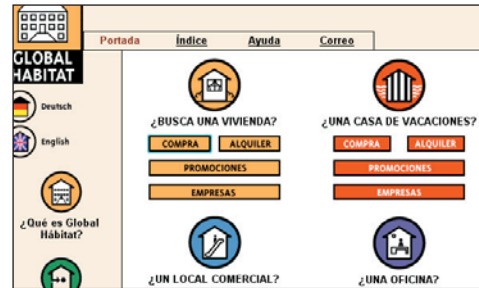 Portada Índice Ayuda Correo
GLOBAL
HÁBITAT
Deutsch
English
¿Qué es Global
Hábitat?
¿BUSCA UNA VIVIENDA?
COMPRA ALQUILER
PROMOCIONES
EMPRESAS
¿UNA CASA DE VACACIONES?
COMPRA ALQUILER
PROMOCIONES
EMPRESAS
¿UN LOCAL COMERCIAL?
¿UNA OFICINA?